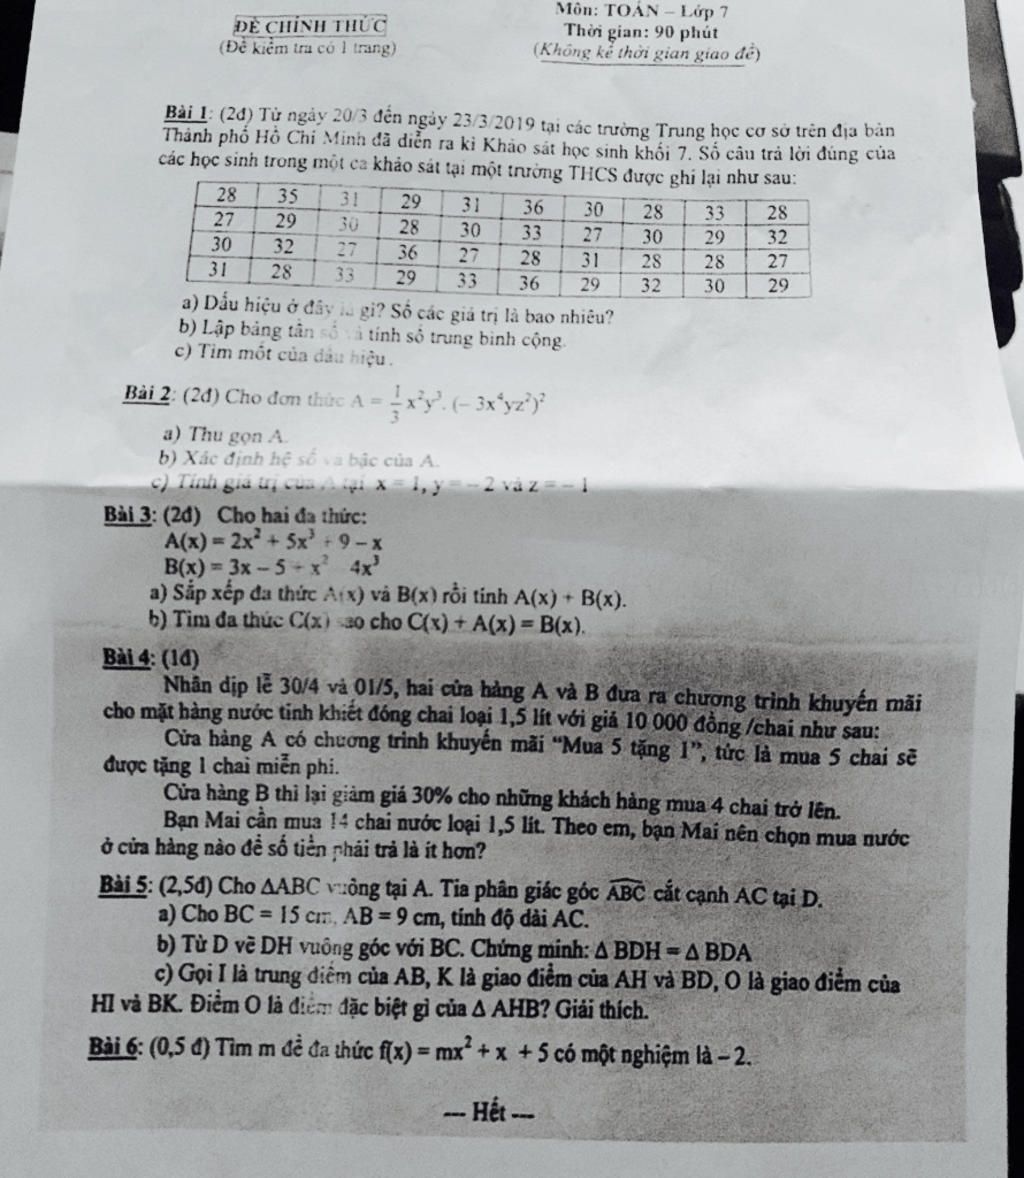 ĐỀ CHÍNH THỨC
(Đề kiểm tra có 1 trang)
Môn: TOÁN – Lớp 7
Thời gian: 90 phút
(Không kể thời gian giao đề)
Bài 1: (2đ) Từ ngày 20/3 đến ngày 23/3/2019 tại các trường Trung học cơ sở trên địa bàn
Thành phố Hồ Chí Minh đã diễn ra kì Khảo sát học sinh khối 7. Số câu trả lời đúng của
các học sinh trong một ca khảo sát tại một trường THCS được ghi lại như sau:
28 35 31 29 31 36 30 28 33 28
27 29 30 28 30 33 27 30 29 32
30 32 27 36 27 28 31 28 28 27
31 28 33 29 33 36 29 32 30 29
a) Dấu hiệu ở đây là gì? Số các giá trị là bao nhiêu?
b) Lập bảng tần số và tính số trung bình cộng.
c) Tìm mốt của dấu hiệu .
Bài 2: (2đ) Cho đơn thức A = 1/3 x²y³. (– 3x⁴yz²)²
a) Thu gọn A.
b) Xác định hệ số và bậc của A.
c) Tính giá trị của A tại x = 1, y = – 2 và z = – 1
Bài 3: (2đ) Cho hai đa thức:
A(x) = 2x² + 5x³ + 9 – x
B(x) = 3x – 5 x² 4x³
a) Sắp xếp đa thức A(x) và B(x) rồi tính A(x) + B(x).
b) Tìm đa thức C(x) sao cho C(x) + A(x) = B(x).
Bài 4: (1đ)
Nhân dịp lễ 30/4 và 01/5, hai cửa hàng A và B đưa ra chương trình khuyến mãi
cho mặt hàng nước tinh khiết đóng chai loại 1,5 lít với giá 10 000 đồng /chai như sau:
Cửa hàng A có chương trình khuyến mãi “Mua 5 tặng 1”, tức là mua 5 chai sẽ
được tặng 1 chai miễn phí.
Cửa hàng B thì lại giảm giá 30% cho những khách hàng mua 4 chai trở lên.
Bạn Mai cần mua 14 chai nước loại 1,5 lít. Theo em, bạn Mai nên chọn mua nước
ở cửa hàng nào để số tiền phải trả là ít hơn?
Bài 5: (2,5đ) Cho ΔABC vuông tại A. Tia phân giác góc ABC cắt cạnh AC tại D.
a) Cho BC = 15 cm, AB = 9 cm, tính độ dài AC.
b) Từ D vẽ DH vuông góc với BC. Chứng minh: Δ BDH = Δ BDA
c) Gọi I là trung điểm của AB, K là giao điểm của AH và BD, O là giao điểm của
HI và BK. Điểm O là điểm đặc biệt gì của Δ AHB? Giải thích.
Bài 6: (0,5 đ) Tìm m để đa thức f(x) = mx² + x + 5 có một nghiệm là – 2.
--- Hết ---